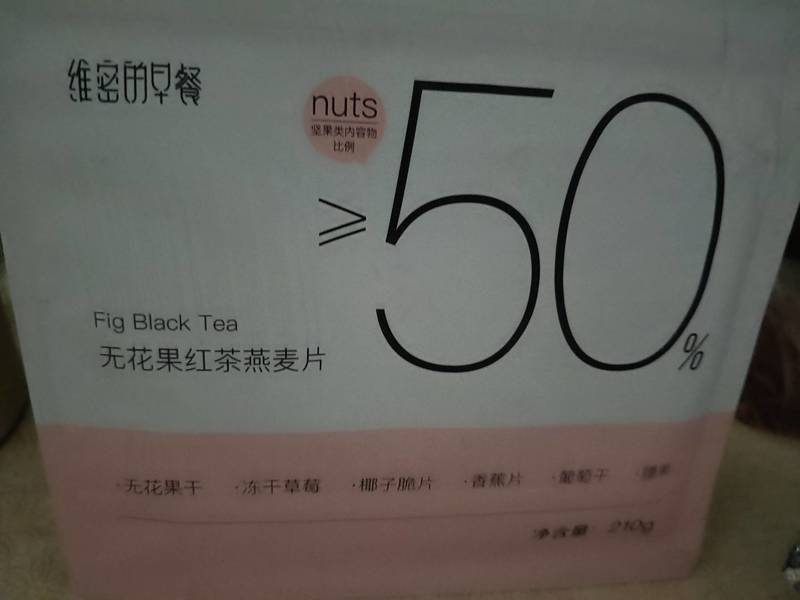 维密的早餐
nuts
坚果类内容物
比例
≥50%
Fig Black Tea
无花果红茶燕麦片
·无花果干 ·冻干草莓 ·椰子脆片 ·香蕉片 ·葡萄干
净含量：210g